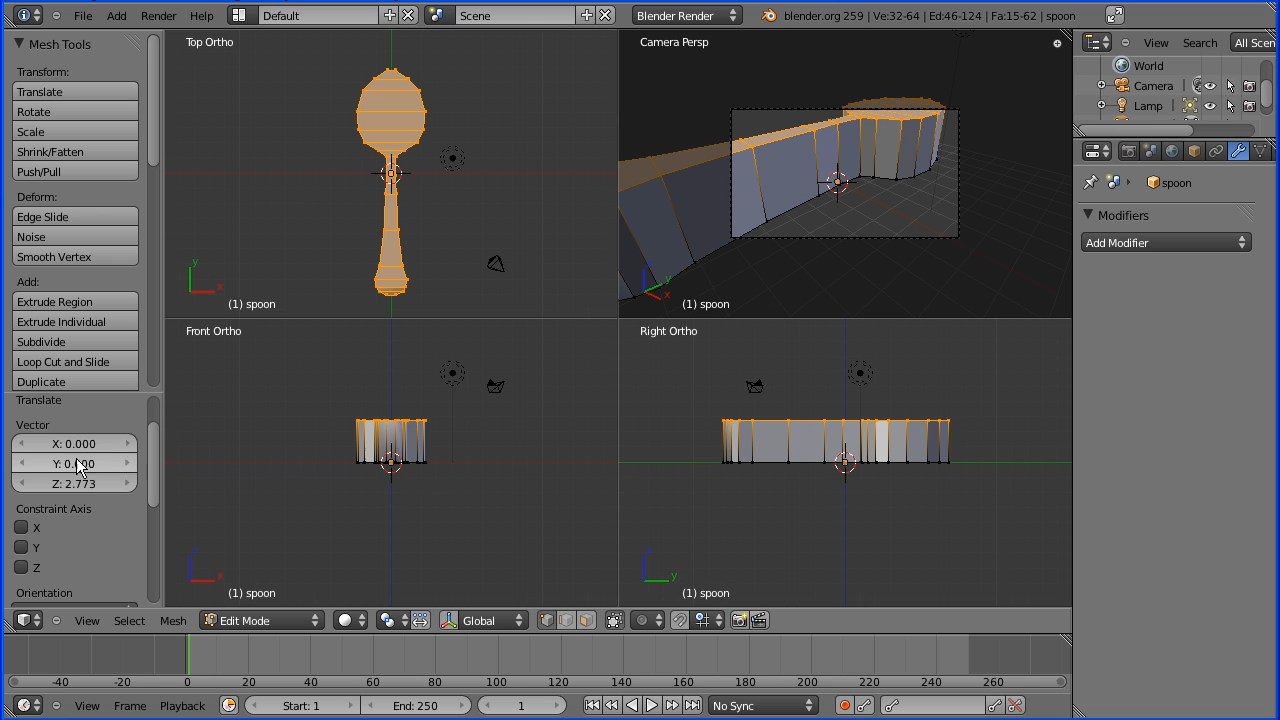 File Add Render Help Default Scene Blender Render blender.org 259 | Ve:32-64 | Ed:46-124 | Fa:15-62 | spoon
Mesh Tools
Transform:
Translate
Rotate
Scale
Shrink/Fatten
Push/Pull
Deform:
Edge Slide
Noise
Smooth Vertex
Add:
Extrude Region
Extrude Individual
Subdivide
Loop Cut and Slide
Duplicate
Translate
Vector
X: 0.000
Z: 2.773
Constraint Axis
X
Y
Z
Orientation
Top Ortho
y
x
(1) spoon
Camera Persp
y
x
(1) spoon
Front Ortho
x
(1) spoon
Right Ortho
y
(1) spoon
View Search All Scen
World
Camera
Lamp
spoon
Modifiers
Add Modifier
View Select Mesh Edit Mode Global
-40 -20 0 20 40 60 80 100 120 140 160 180 200 220 240 260
View Frame Playback Start: 1 End: 250 1 No Sync